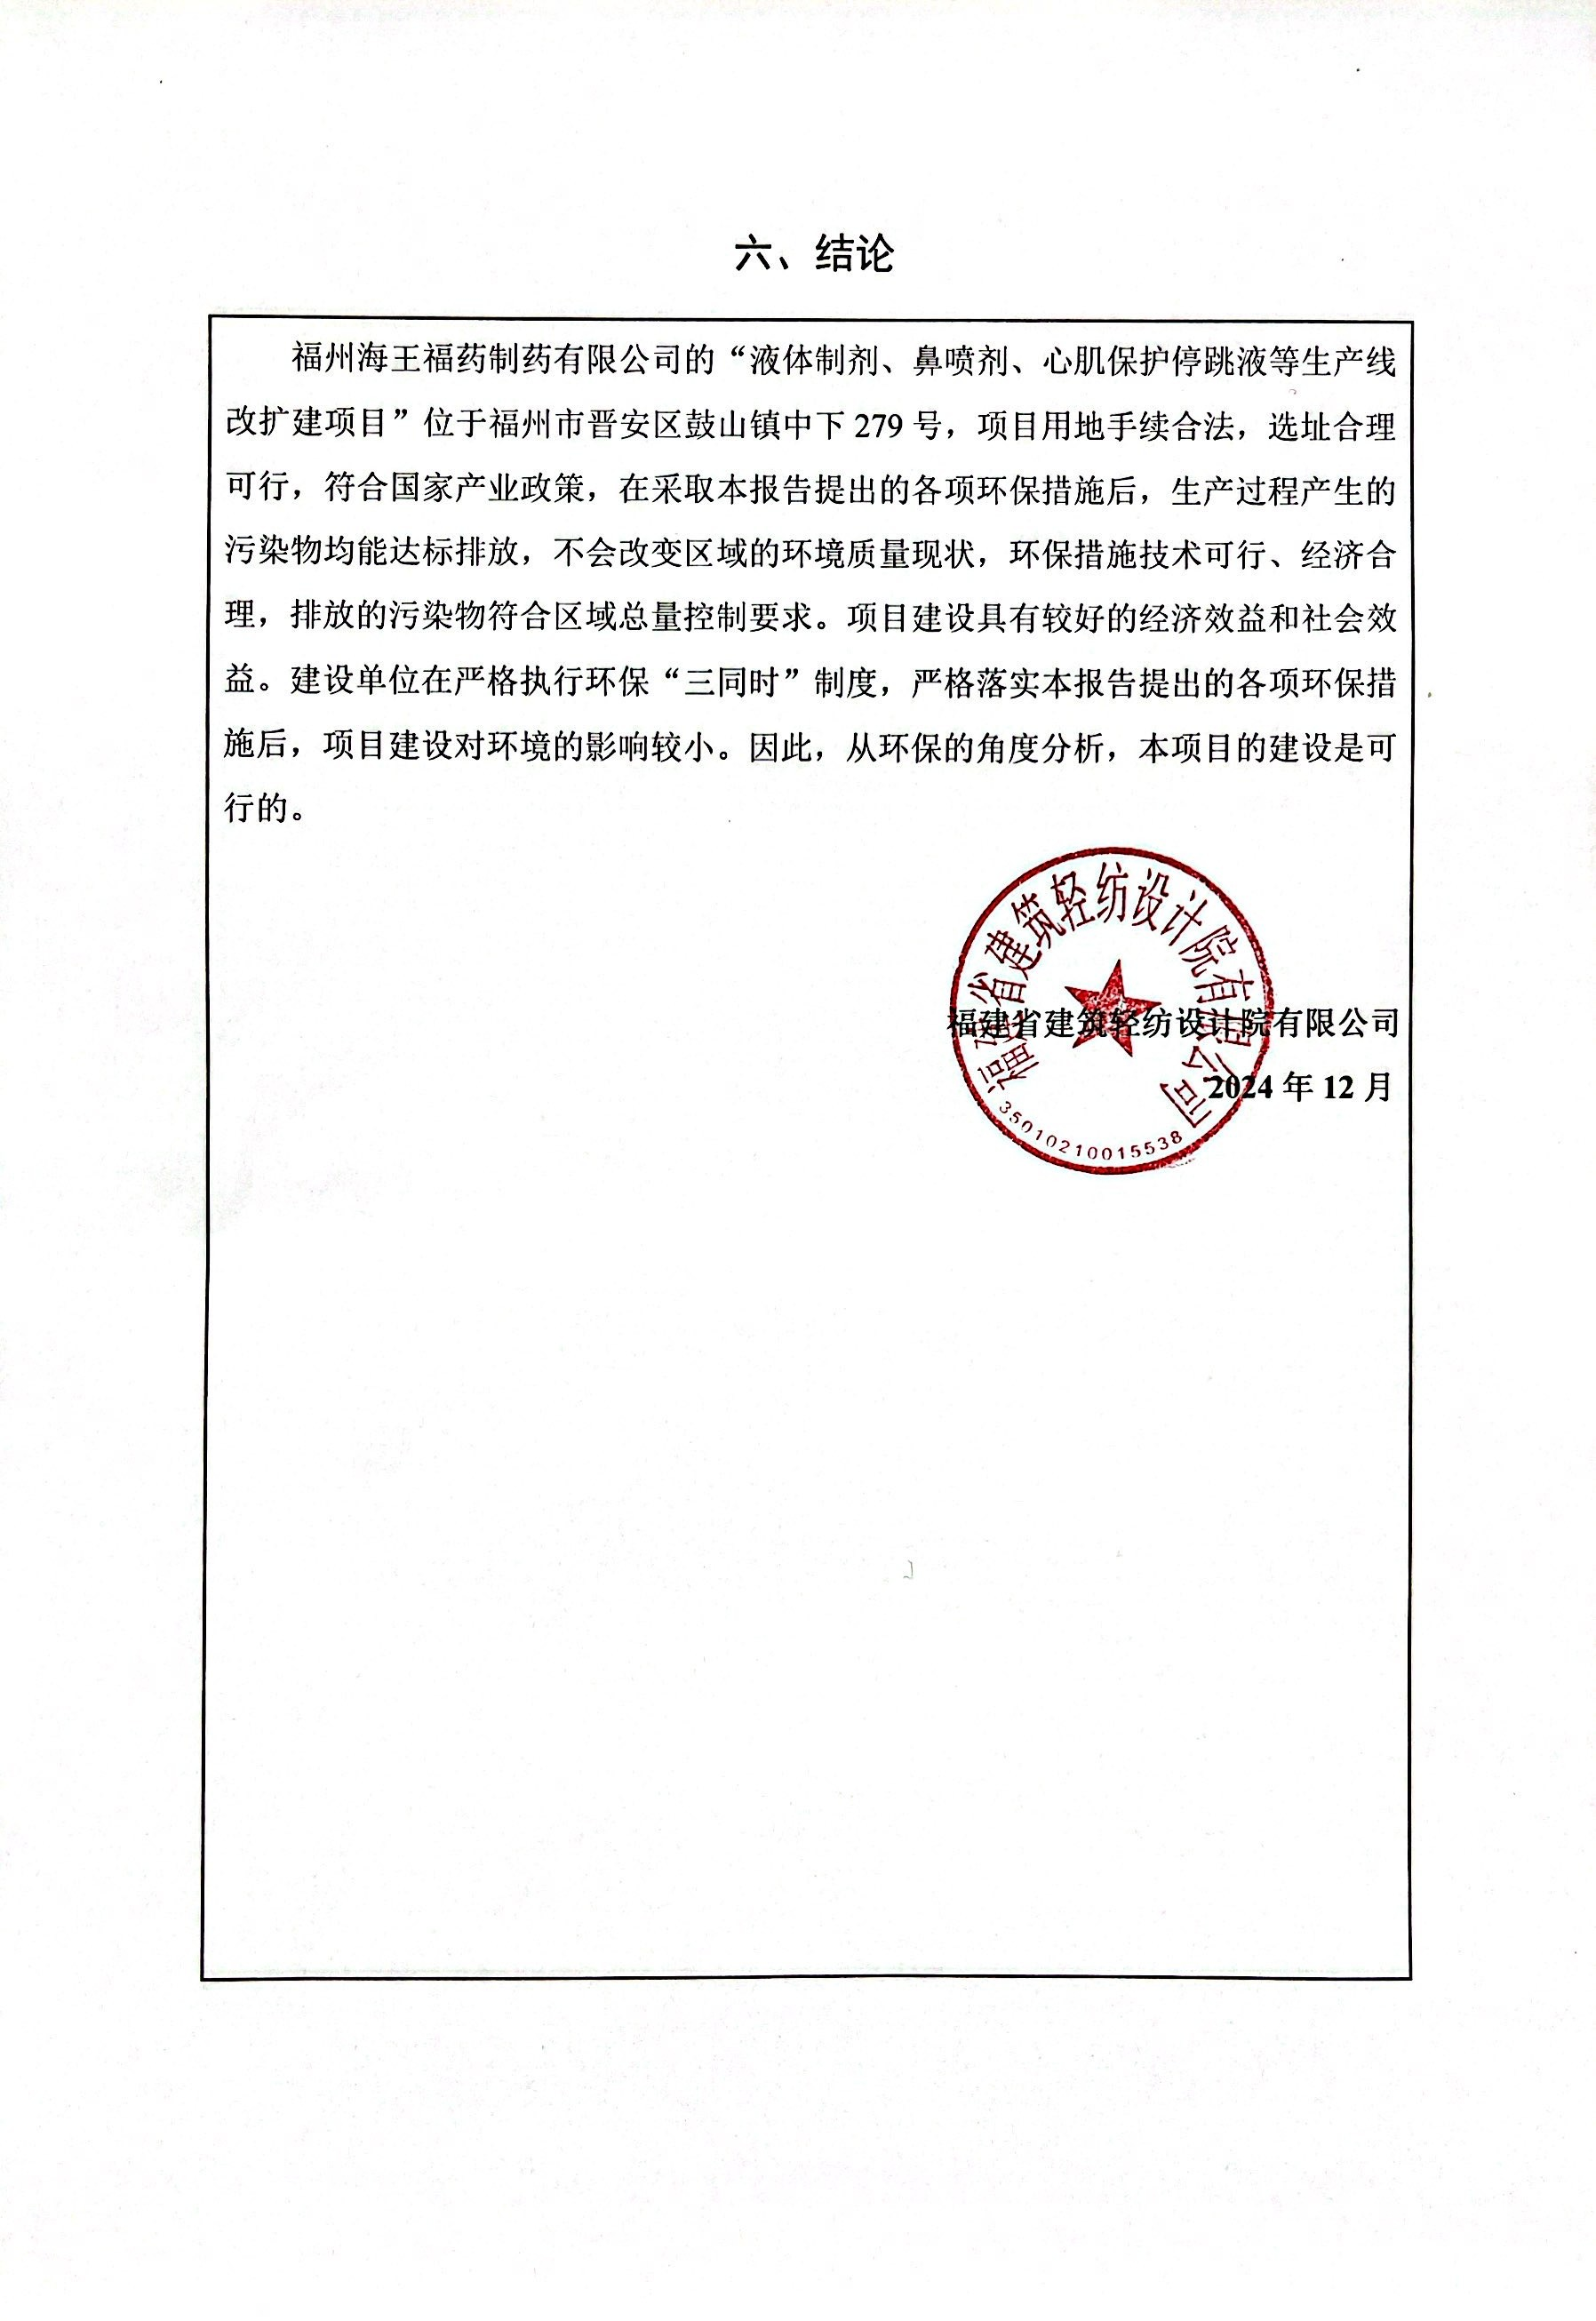 六、结论
福州海王福药制药有限公司的“液体制剂、鼻喷剂、心肌保护停跳液等生产线
改扩建项目”位于福州市晋安区鼓山镇中下 279 号，项目用地手续合法，选址合理
可行，符合国家产业政策，在采取本报告提出的各项环保措施后，生产过程产生的
污染物均能达标排放，不会改变区域的环境质量现状，环保措施技术可行、经济合
理，排放的污染物符合区域总量控制要求。项目建设具有较好的经济效益和社会效
益。建设单位在严格执行环保“三同时”制度，严格落实本报告提出的各项环保措
施后，项目建设对环境的影响较小。因此，从环保的角度分析，本项目的建设是可
行的。
福建省建筑轻纺设计院有限公司
福建省建筑轻纺设计院有限公司
2024 年 12 月
35010210015538